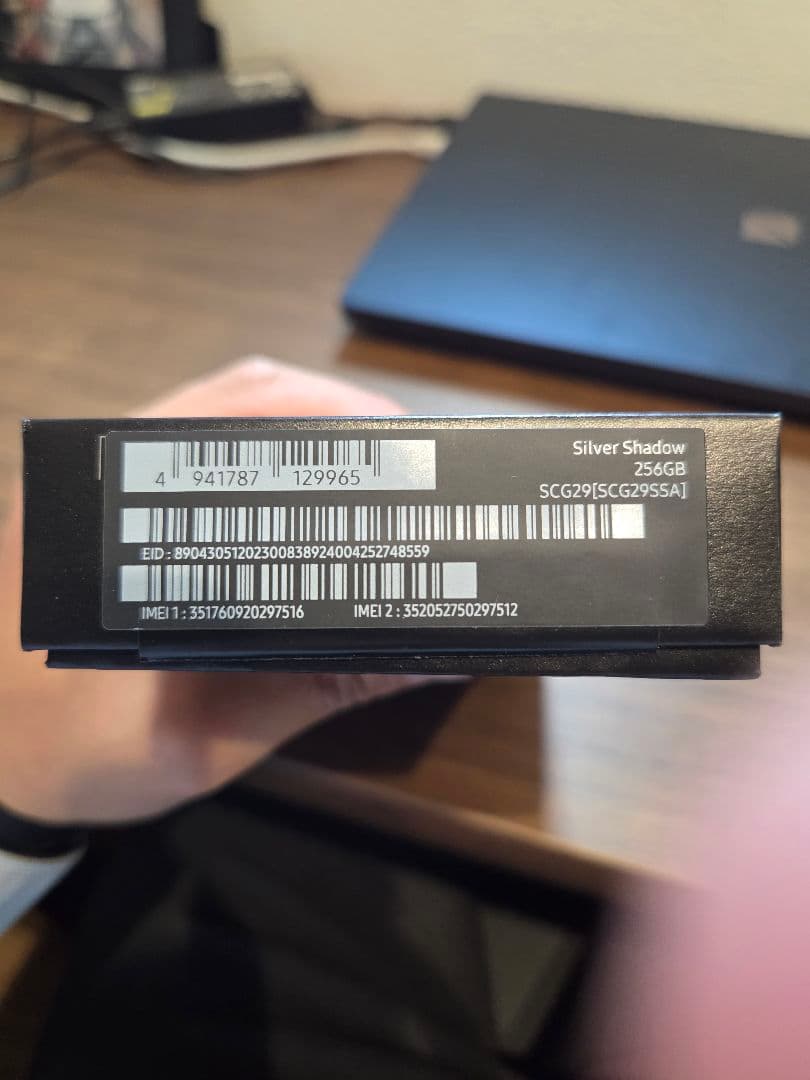 Silver Shadow
256GB
SCG29[SCG29SSA]
4 941787 129965
EID : 89043051202300838924004252748559
IMEI 1 : 351760920297516 IMEI 2 : 352052750297512